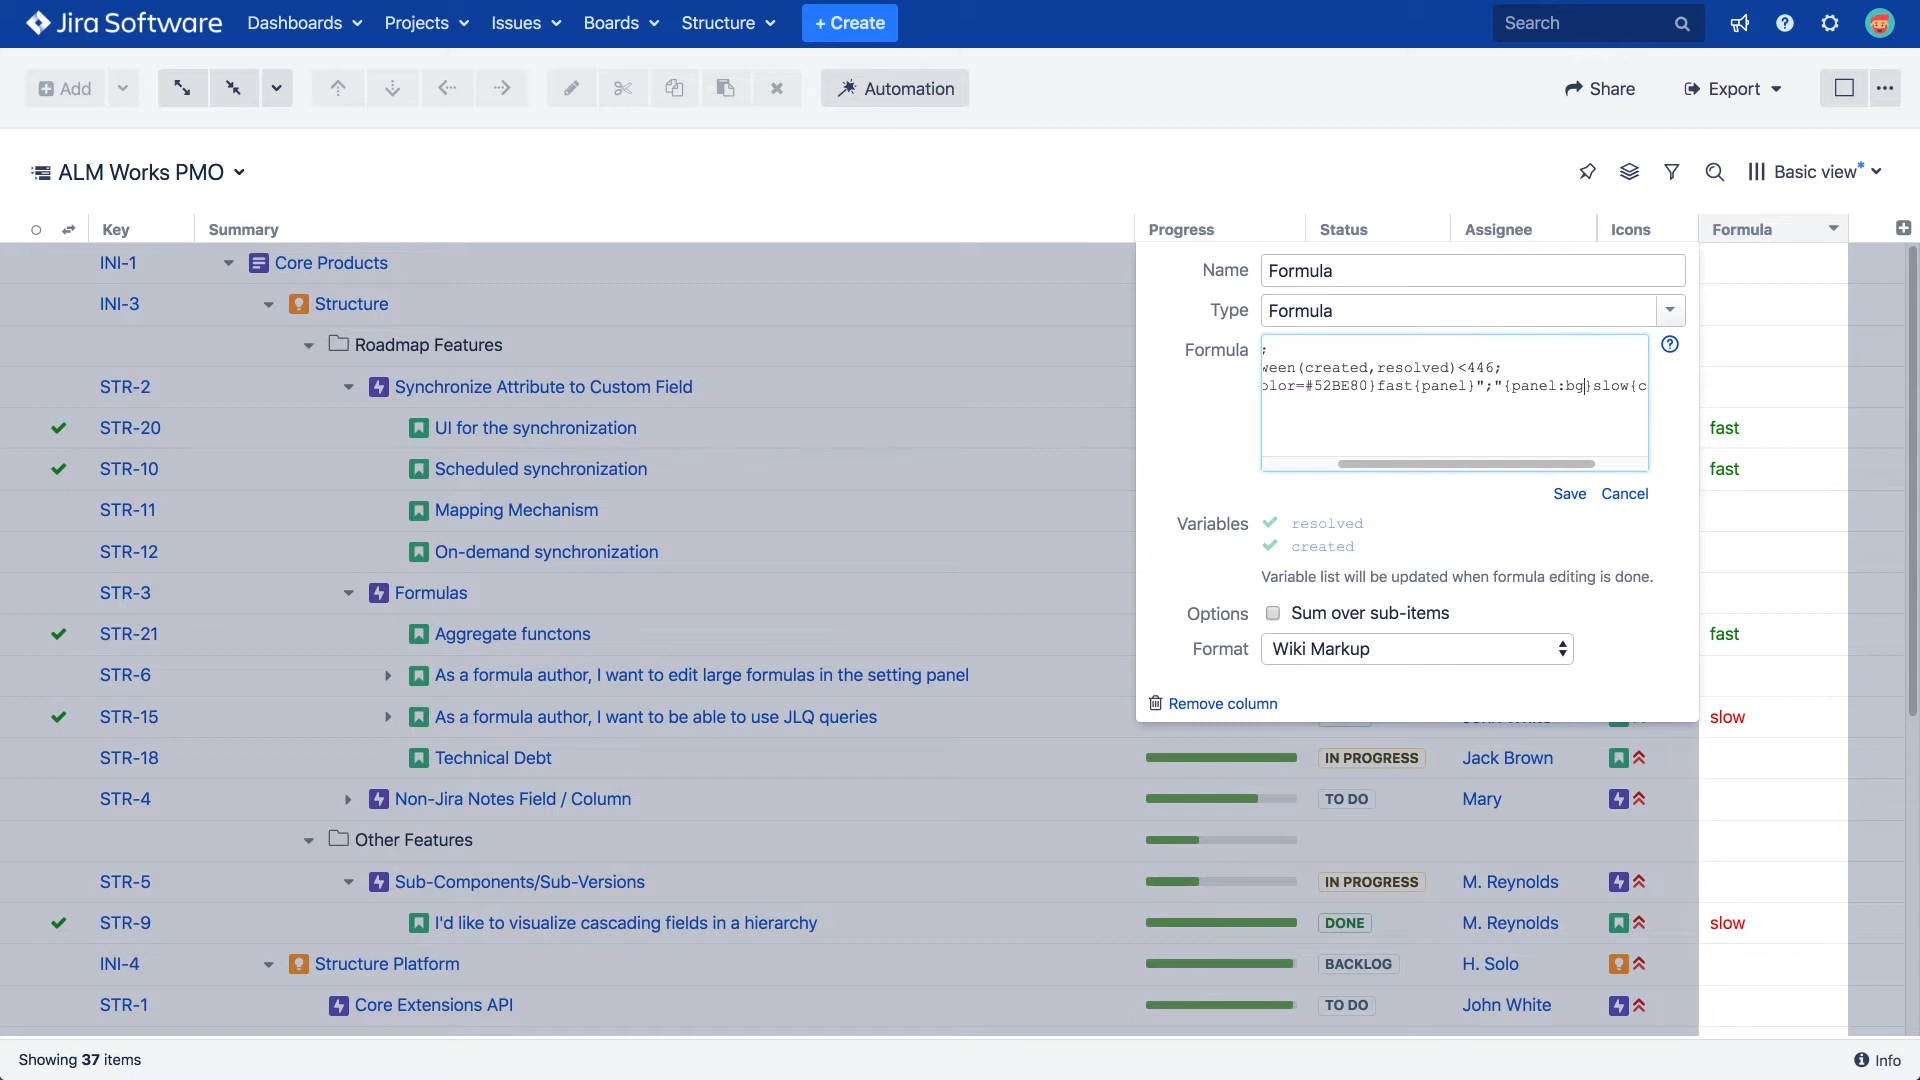 Jira Software Dashboards Projects Issues Boards Structure + Create Search
Add Automation Share Export
ALM Works PMO Basic view*
Key Summary Progress Status Assignee Icons Formula
INI-1 Core Products
Name Formula
INI-3 Structure
Type Formula
Roadmap Features
Formula ;
ween(created,resolved)<446;
olor=#52BE80}fast{panel}";"{panel:bg}slow{c
STR-2 Synchronize Attribute to Custom Field
STR-20 UI for the synchronization fast
STR-10 Scheduled synchronization fast
Save Cancel
STR-11 Mapping Mechanism
Variables resolved
created
STR-12 On-demand synchronization
Variable list will be updated when formula editing is done.
STR-3 Formulas
Options Sum over sub-items
STR-21 Aggregate functons fast
Format Wiki Markup
STR-6 As a formula author, I want to edit large formulas in the setting panel
Remove column
STR-15 As a formula author, I want to be able to use JLQ queries slow
STR-18 Technical Debt IN PROGRESS Jack Brown
STR-4 Non-Jira Notes Field / Column TO DO Mary
Other Features
STR-5 Sub-Components/Sub-Versions IN PROGRESS M. Reynolds
STR-9 I'd like to visualize cascading fields in a hierarchy DONE M. Reynolds slow
INI-4 Structure Platform BACKLOG H. Solo
STR-1 Core Extensions API TO DO John White
Showing 37 items Info